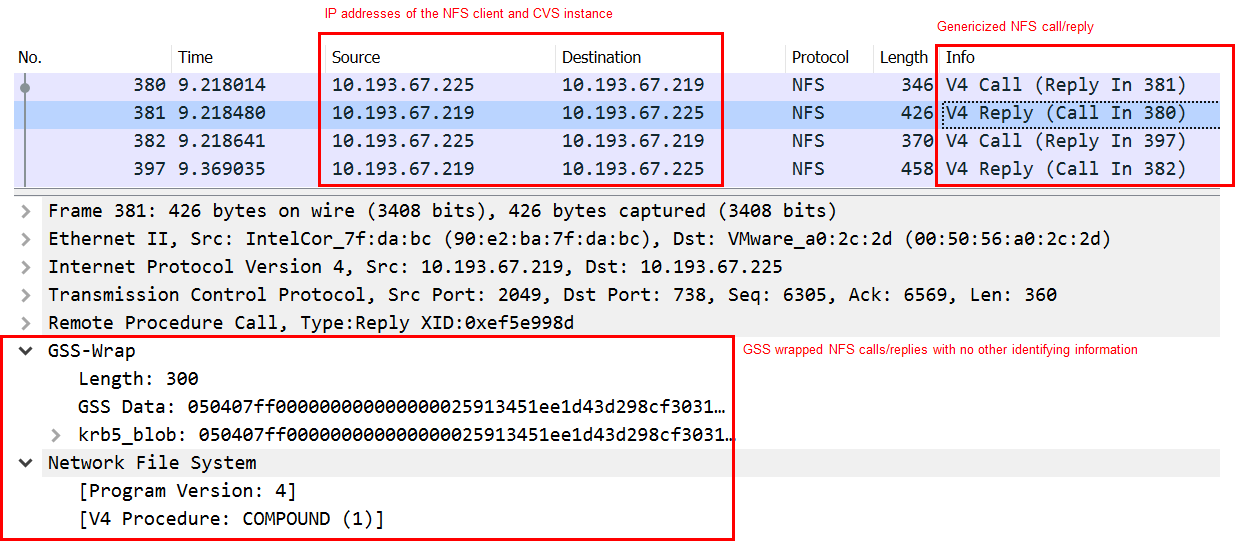 IP addresses of the NFS client and CVS instance
Genericized NFS call/reply
No. Time Source Destination Protocol Length Info
380 9.218014 10.193.67.225 10.193.67.219 NFS 346 V4 Call (Reply In 381)
381 9.218480 10.193.67.219 10.193.67.225 NFS 426 V4 Reply (Call In 380)
382 9.218641 10.193.67.225 10.193.67.219 NFS 370 V4 Call (Reply In 397)
397 9.369035 10.193.67.219 10.193.67.225 NFS 458 V4 Reply (Call In 382)
Frame 381: 426 bytes on wire (3408 bits), 426 bytes captured (3408 bits)
Ethernet II, Src: IntelCor_7f:da:bc (90:e2:ba:7f:da:bc), Dst: VMware_a0:2c:2d (00:50:56:a0:2c:2d)
Internet Protocol Version 4, Src: 10.193.67.219, Dst: 10.193.67.225
Transmission Control Protocol, Src Port: 2049, Dst Port: 738, Seq: 6305, Ack: 6569, Len: 360
Remote Procedure Call, Type:Reply XID:0xef5e998d
GSS-Wrap
GSS wrapped NFS calls/replies with no other identifying information
Length: 300
GSS Data: 050407ff000000000000000025913451ee1d43d298cf3031…
krb5_blob: 050407ff000000000000000025913451ee1d43d298cf3031…
Network File System
[Program Version: 4]
[V4 Procedure: COMPOUND (1)]